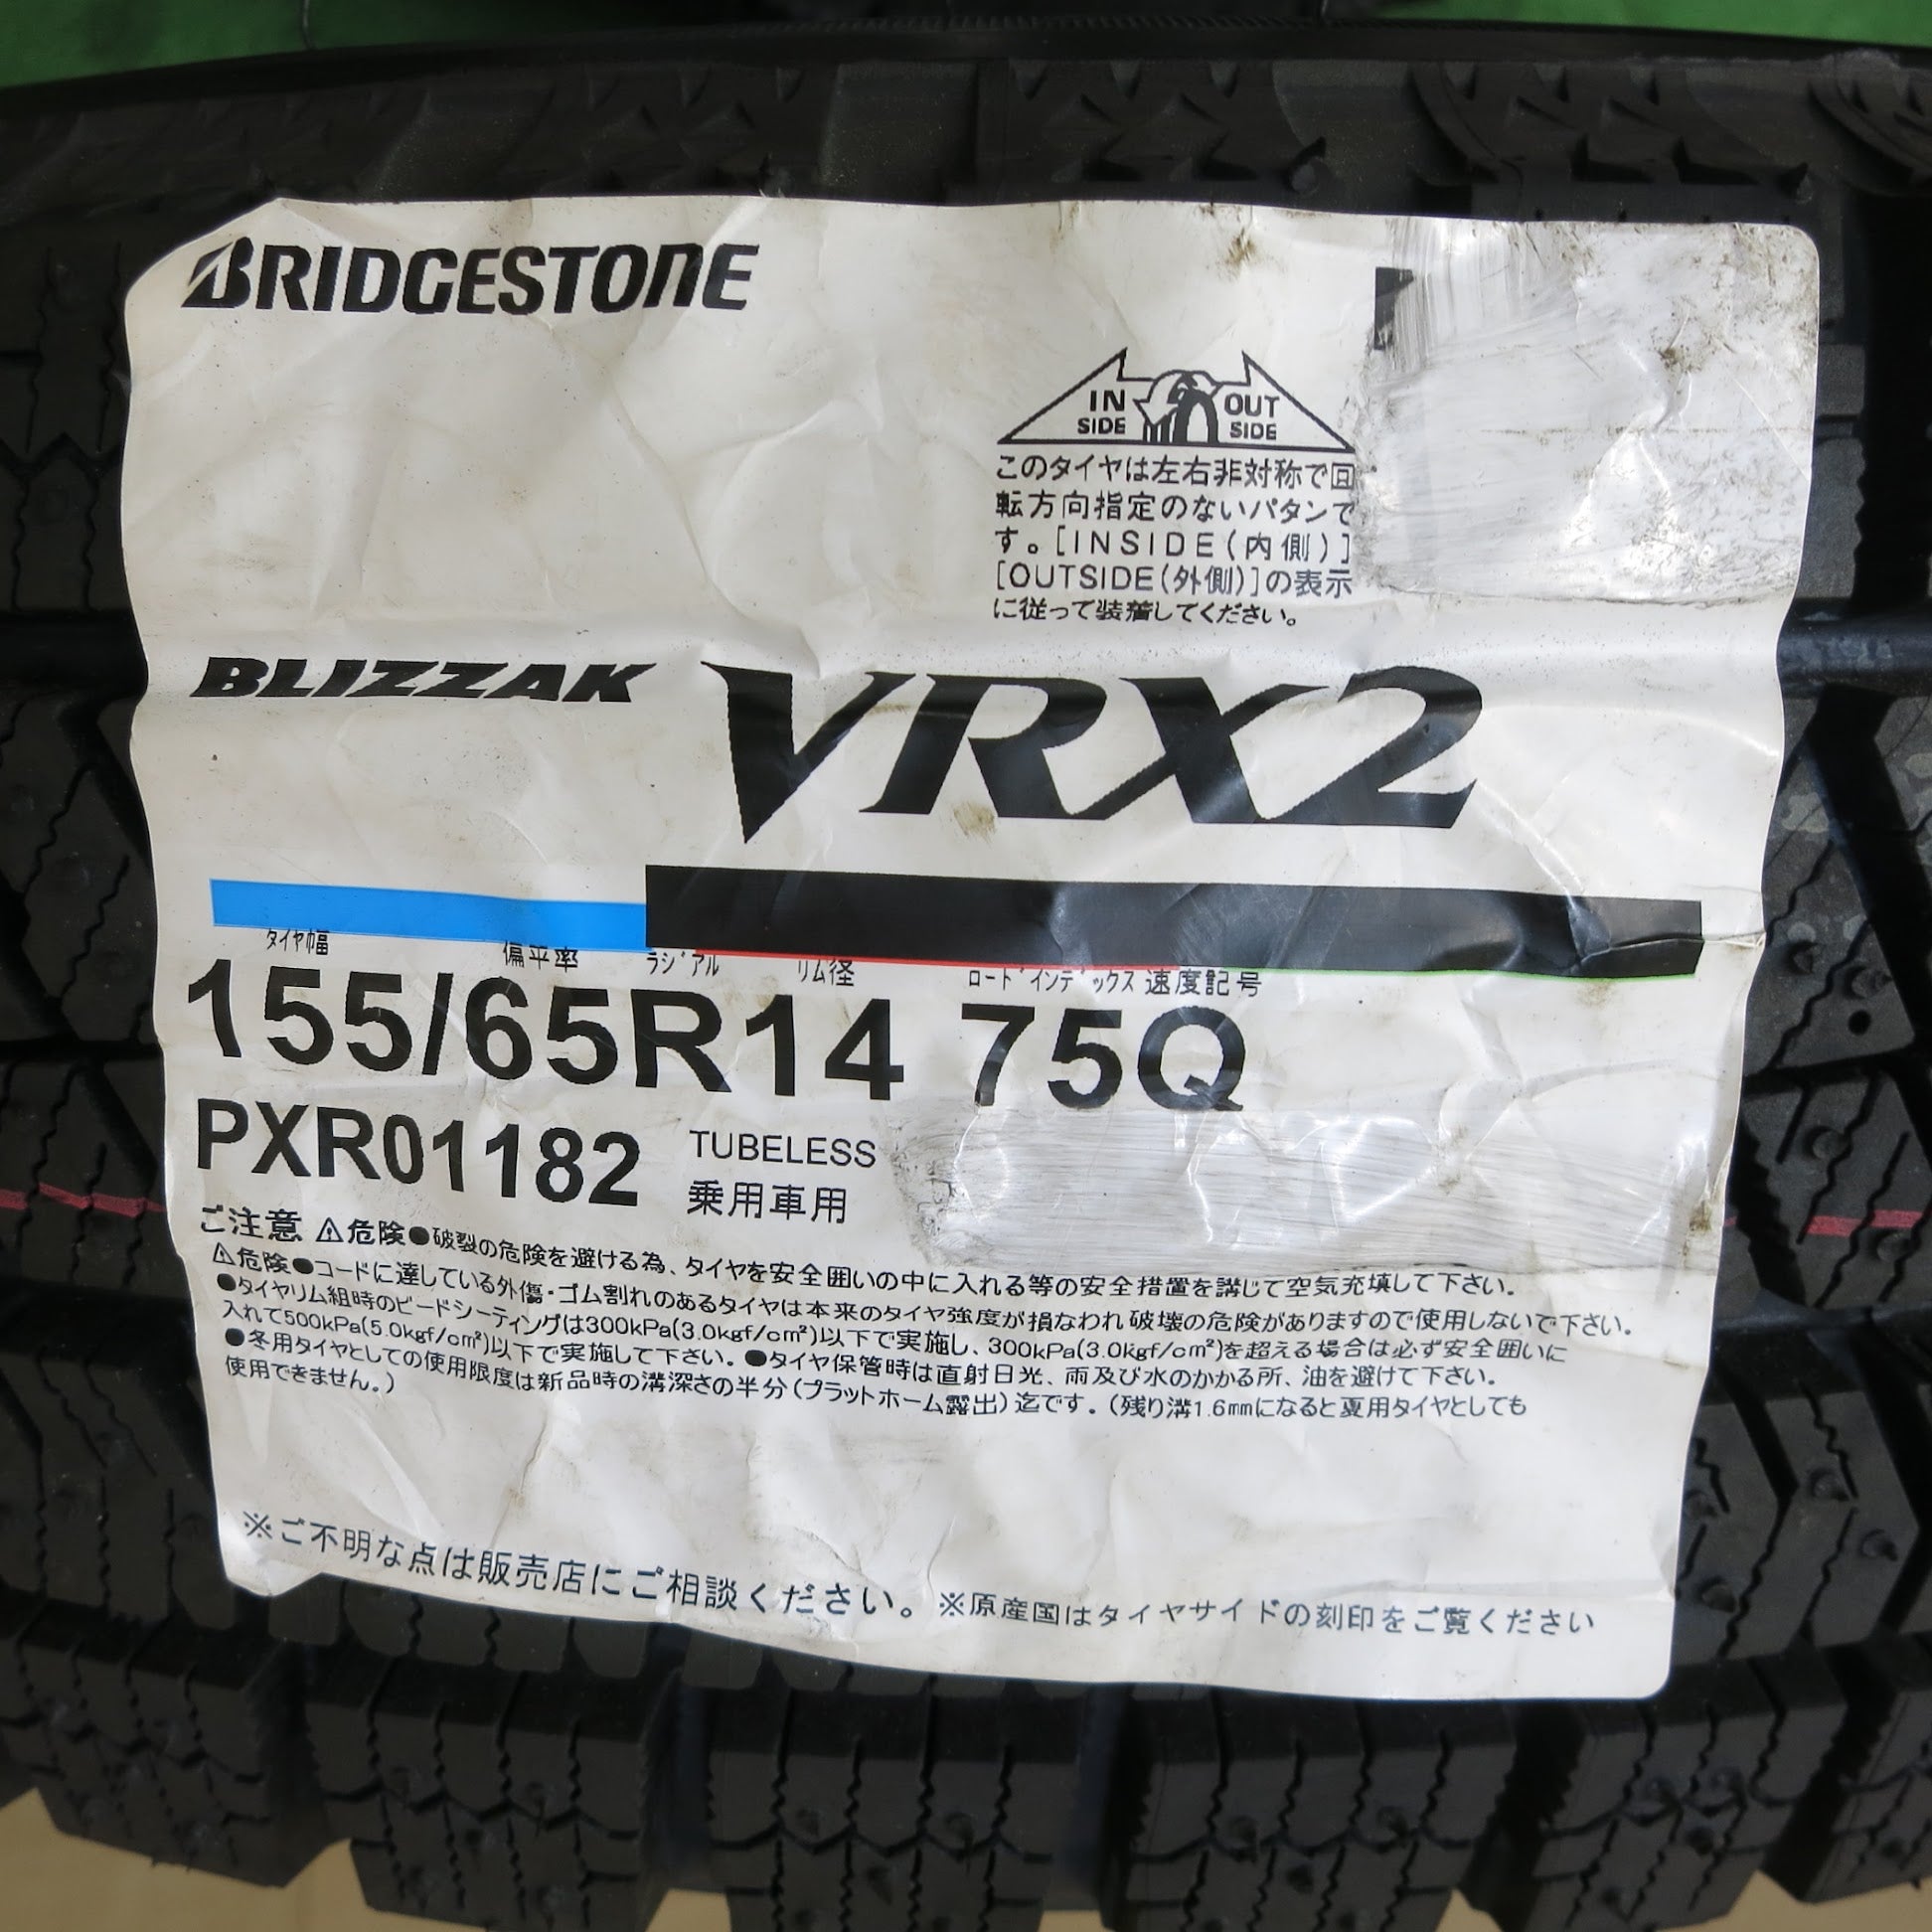 BRIDGESTONE
IN SIDE OUT SIDE
このタイヤは左右非対称で回
転方向指定のないパタンで
す。[INSIDE(内側)]
[OUTSIDE(外側)]の表示
に従って装着してください。
BLIZZAK VRX2
タイヤ幅 偏平率 ラジアル リム径 ロードインデックス 速度記号
155/65R14 75Q
PXR01182 TUBELESS
乗用車用
ご注意 ⚠危険●破裂の危険を避ける為、タイヤを安全囲いの中に入れる等の安全措置を講じて空気充填して下さい。
⚠危険●コードに達している外傷・ゴム割れのあるタイヤは本来のタイヤ強度が損なわれ破壊の危険がありますので使用しないで下さい。
●タイヤリム組時のビードシーティングは300kPa(3.0kgf/cm²)以下で実施し、300kPa(3.0kgf/cm²)を超える場合は必ず安全囲いに
入れて500kPa(5.0kgf/cm²)以下で実施して下さい。●タイヤ保管時は直射日光、雨及び水のかかる所、油を避けて下さい。
●冬用タイヤとしての使用限度は新品時の溝深さの半分(プラットホーム露出)迄です。(残り溝1.6mmになると夏用タイヤとしても
使用できません。)
※ご不明な点は販売店にご相談ください。※原産国はタイヤサイドの刻印をご覧ください